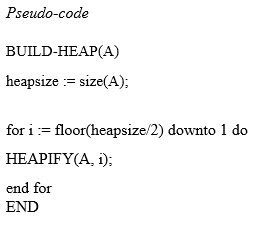 Pseudo-code
BUILD-HEAP(A)
heapsize := size(A);
for i := floor(heapsize/2) downto 1 do
HEAPIFY(A, i);
end for
END